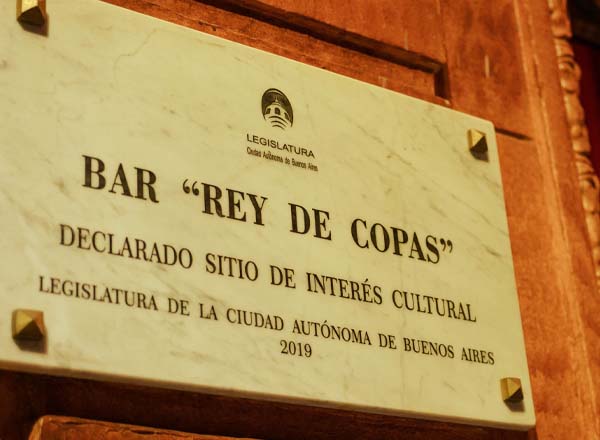 LEGISLATURA
Ciudad Autónoma de Buenos Aires
BAR “REY DE COPAS”
DECLARADO SITIO DE INTERÉS CULTURAL
LEGISLATURA DE LA CIUDAD AUTÓNOMA DE BUENOS AIRES
2019